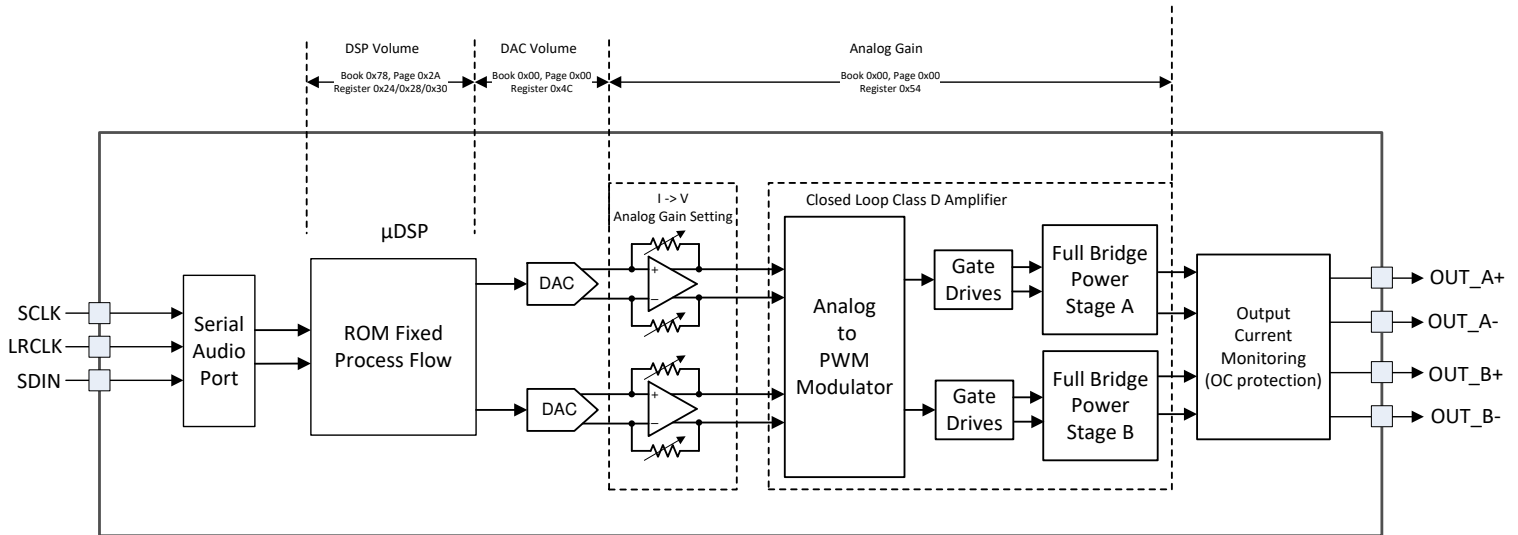 DSP Volume
Book 0x78, Page 0x2A
Register 0x24/0x28/0x30
DAC Volume
Book 0x00, Page 0x00
Register 0x4C
Analog Gain
Book 0x00, Page 0x00
Register 0x54
I -> V
Analog Gain Setting
Closed Loop Class D Amplifier
µDSP
SCLK
LRCLK
SDIN
Serial
Audio
Port
ROM Fixed
Process Flow
DAC
+
−
DAC
+
−
Analog
to
PWM
Modulator
Gate
Drives
Full Bridge
Power
Stage A
Gate
Drives
Full Bridge
Power
Stage B
Output
Current
Monitoring
(OC protection)
OUT_A+
OUT_A-
OUT_B+
OUT_B-